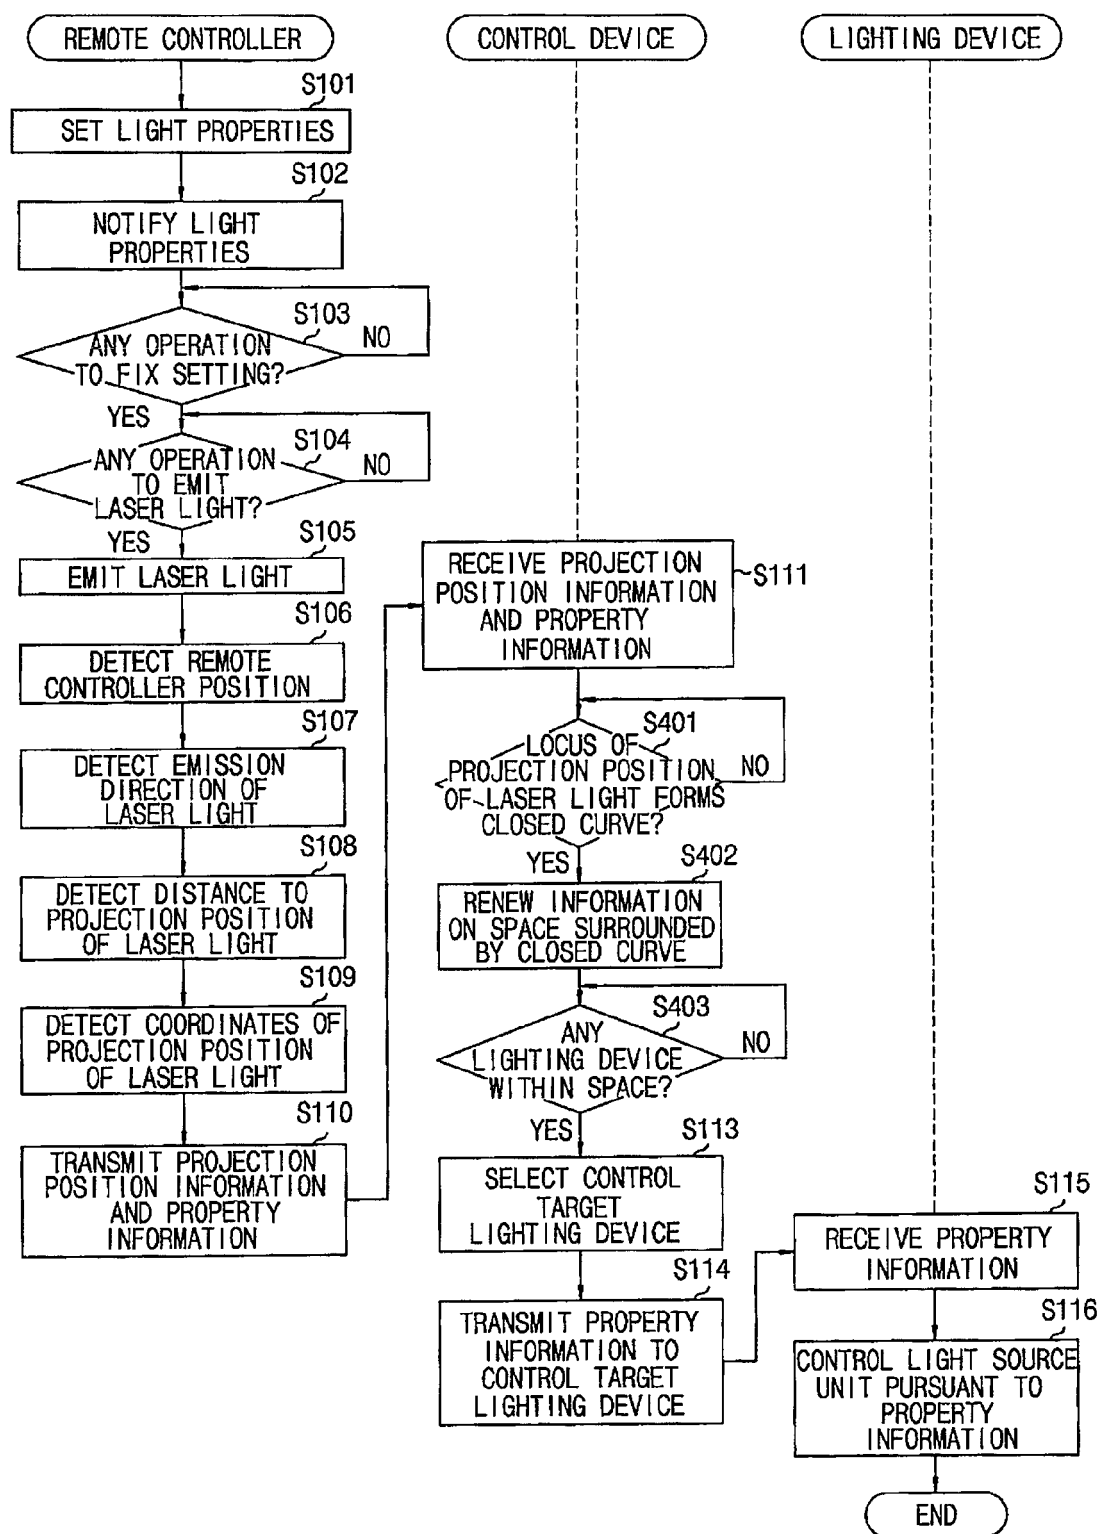 REMOTE CONTROLLER
S101
SET LIGHT PROPERTIES
S102
NOTIFY LIGHT
PROPERTIES
S103
ANY OPERATION
TO FIX SETTING?
NO
YES
S104
ANY OPERATION
TO EMIT
LASER LIGHT?
NO
YES
S105
EMIT LASER LIGHT
S106
DETECT REMOTE
CONTROLLER POSITION
S107
DETECT EMISSION
DIRECTION OF
LASER LIGHT
S108
DETECT DISTANCE TO
PROJECTION POSITION
OF LASER LIGHT
S109
DETECT COORDINATES OF
PROJECTION POSITION
OF LASER LIGHT
S110
TRANSMIT PROJECTION
POSITION INFORMATION
AND PROPERTY
INFORMATION
CONTROL DEVICE
RECEIVE PROJECTION
POSITION INFORMATION
AND PROPERTY
INFORMATION
S111
S401
LOCUS OF
PROJECTION POSITION
OF LASER LIGHT FORMS
CLOSED CURVE?
NO
YES
S402
RENEW INFORMATION
ON SPACE SURROUNDED
BY CLOSED CURVE
S403
ANY
LIGHTING DEVICE
WITHIN SPACE?
NO
YES
S113
SELECT CONTROL
TARGET
LIGHTING DEVICE
S114
TRANSMIT PROPERTY
INFORMATION TO
CONTROL TARGET
LIGHTING DEVICE
LIGHTING DEVICE
S115
RECEIVE PROPERTY
INFORMATION
S116
CONTROL LIGHT SOURCE
UNIT PURSUANT TO
PROPERTY
INFORMATION
END